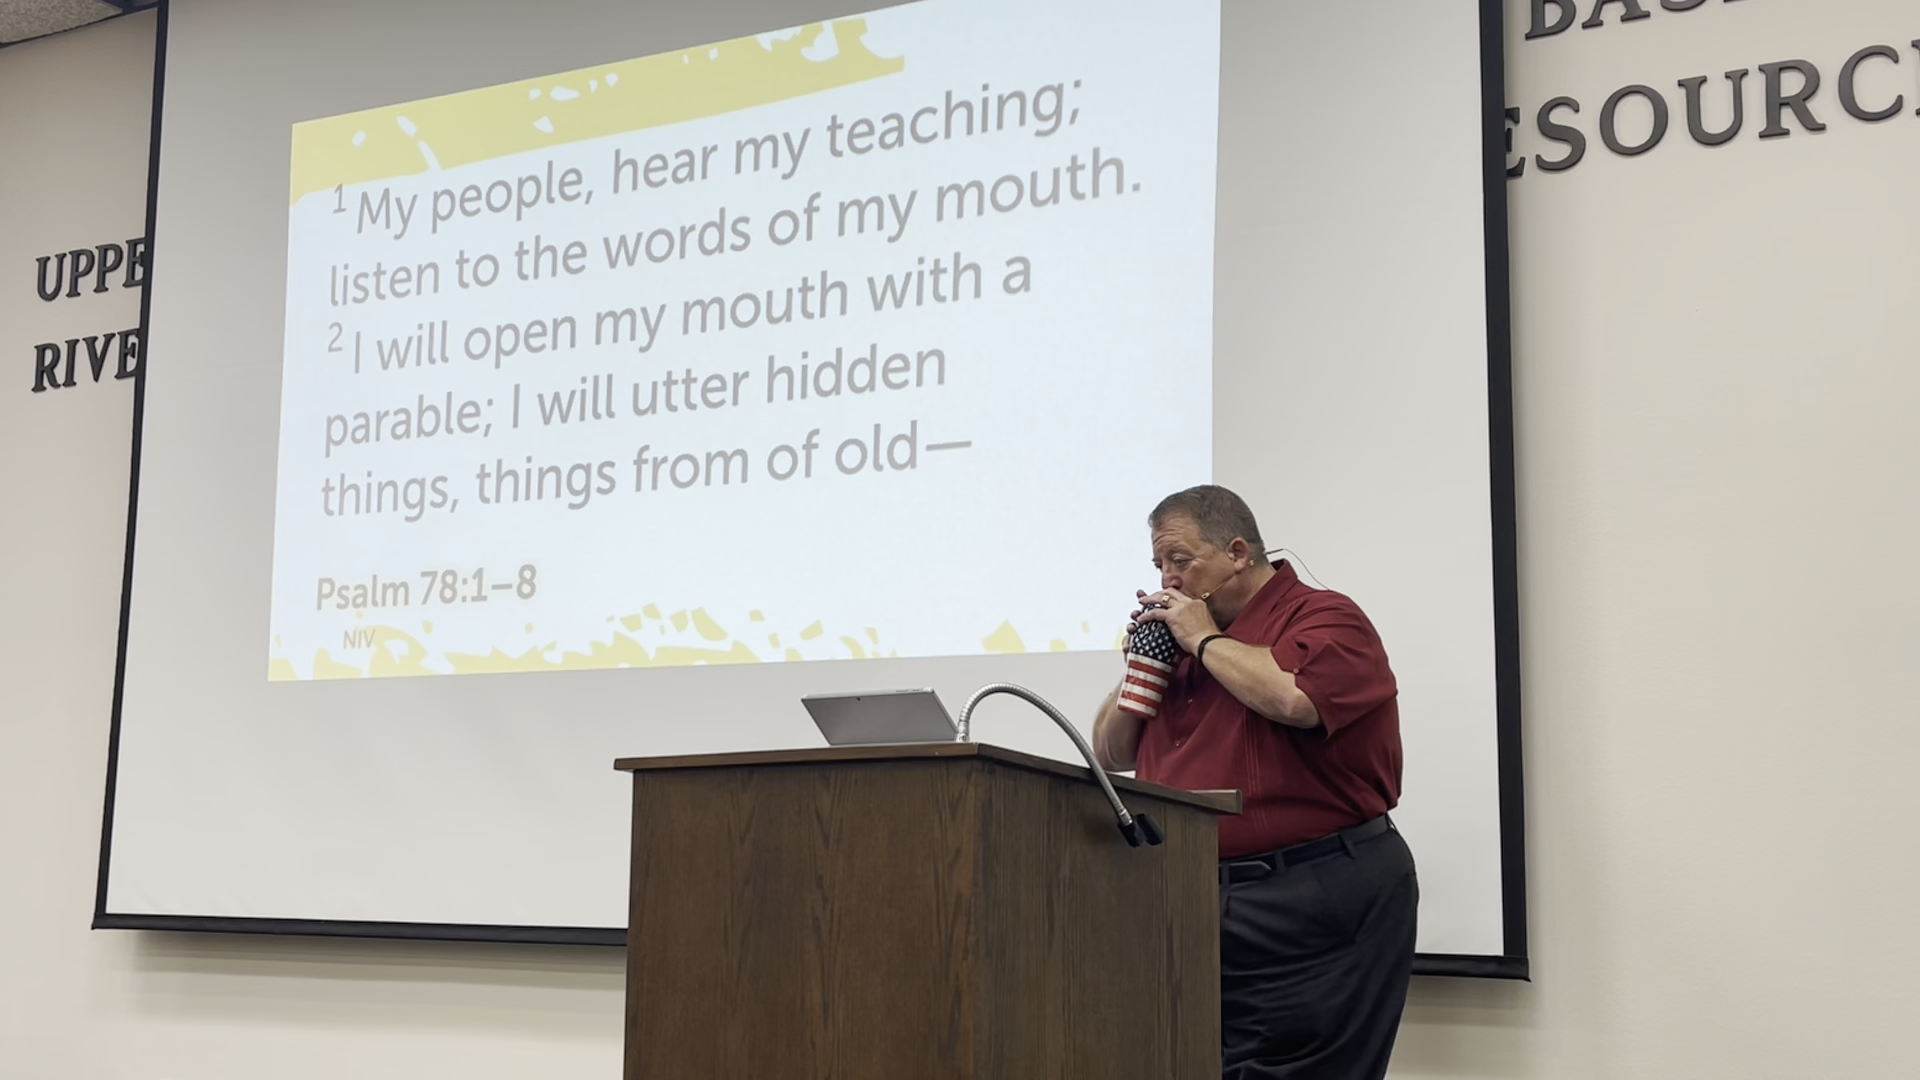 BAS
ESOURC
UPPE
RIVE
1 My people, hear my teaching;
listen to the words of my mouth.
2 I will open my mouth with a
parable; I will utter hidden
things, things from of old—
Psalm 78:1–8
NIV